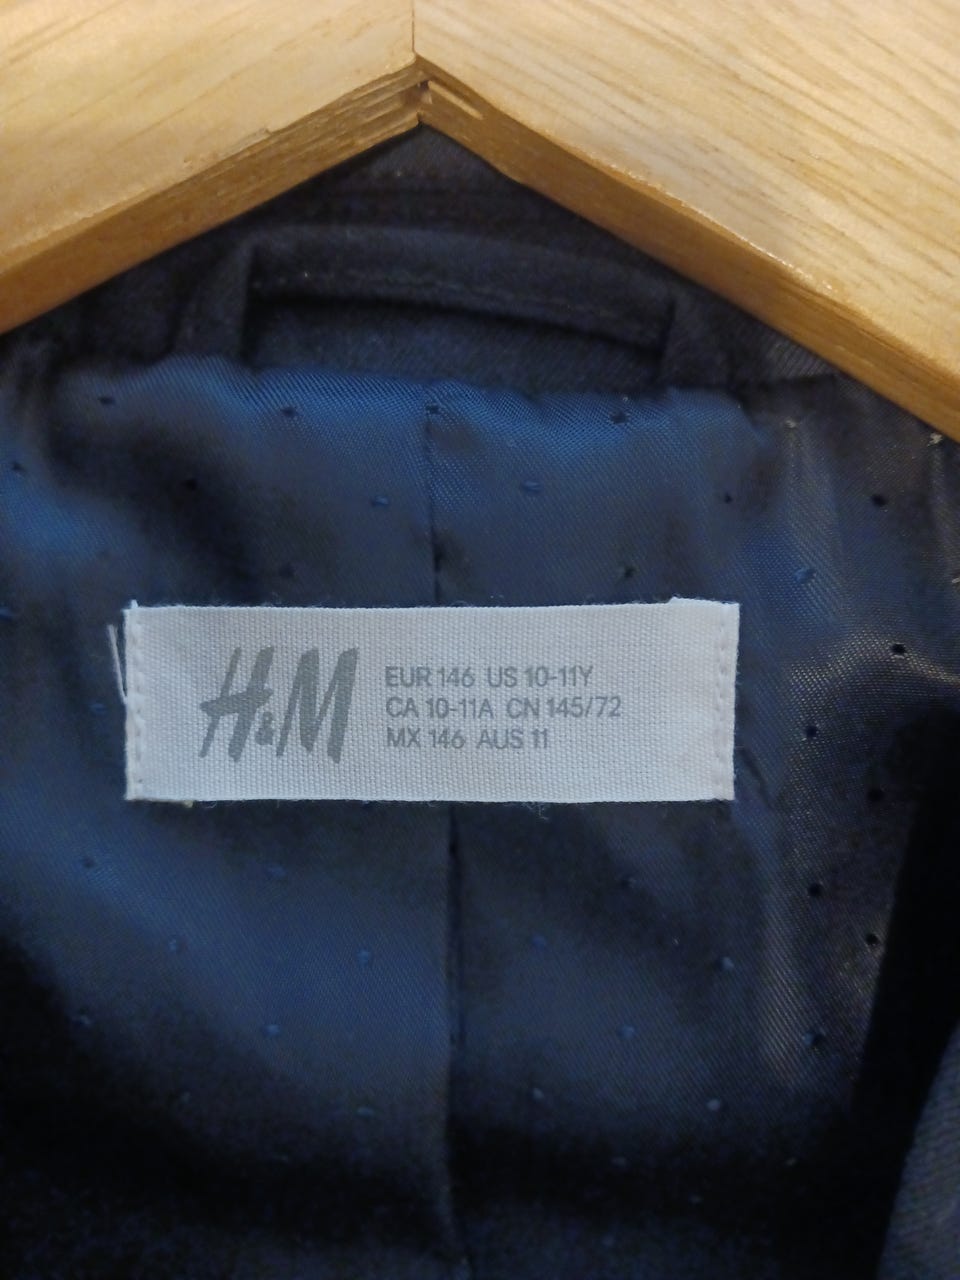 H&M
EUR 146 US 10-11Y
CA 10-11A CN 145/72
MX 146 AUS 11